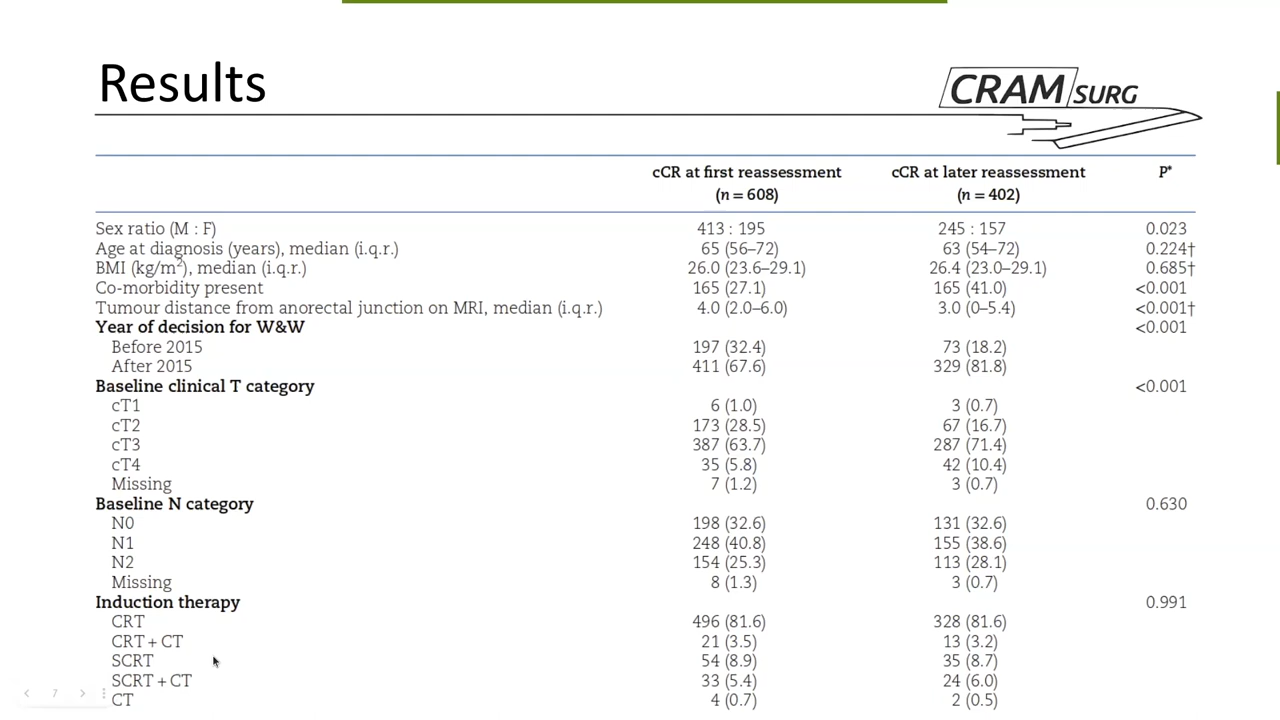 Results
CRAM SURG
cCR at first reassessment cCR at later reassessment P*
(n = 608) (n = 402)
Sex ratio (M : F) 413 : 195 245 : 157 0.023
Age at diagnosis (years), median (i.q.r.) 65 (56–72) 63 (54–72) 0.224†
BMI (kg/m²), median (i.q.r.) 26.0 (23.6–29.1) 26.4 (23.0–29.1) 0.685†
Co-morbidity present 165 (27.1) 165 (41.0) <0.001
Tumour distance from anorectal junction on MRI, median (i.q.r.) 4.0 (2.0–6.0) 3.0 (0–5.4) <0.001†
Year of decision for W&W <0.001
Before 2015 197 (32.4) 73 (18.2)
After 2015 411 (67.6) 329 (81.8)
Baseline clinical T category <0.001
cT1 6 (1.0) 3 (0.7)
cT2 173 (28.5) 67 (16.7)
cT3 387 (63.7) 287 (71.4)
cT4 35 (5.8) 42 (10.4)
Missing 7 (1.2) 3 (0.7)
Baseline N category 0.630
N0 198 (32.6) 131 (32.6)
N1 248 (40.8) 155 (38.6)
N2 154 (25.3) 113 (28.1)
Missing 8 (1.3) 3 (0.7)
Induction therapy 0.991
CRT 496 (81.6) 328 (81.6)
CRT + CT 21 (3.5) 13 (3.2)
SCRT 54 (8.9) 35 (8.7)
SCRT + CT 33 (5.4) 24 (6.0)
CT 4 (0.7) 2 (0.5)
7